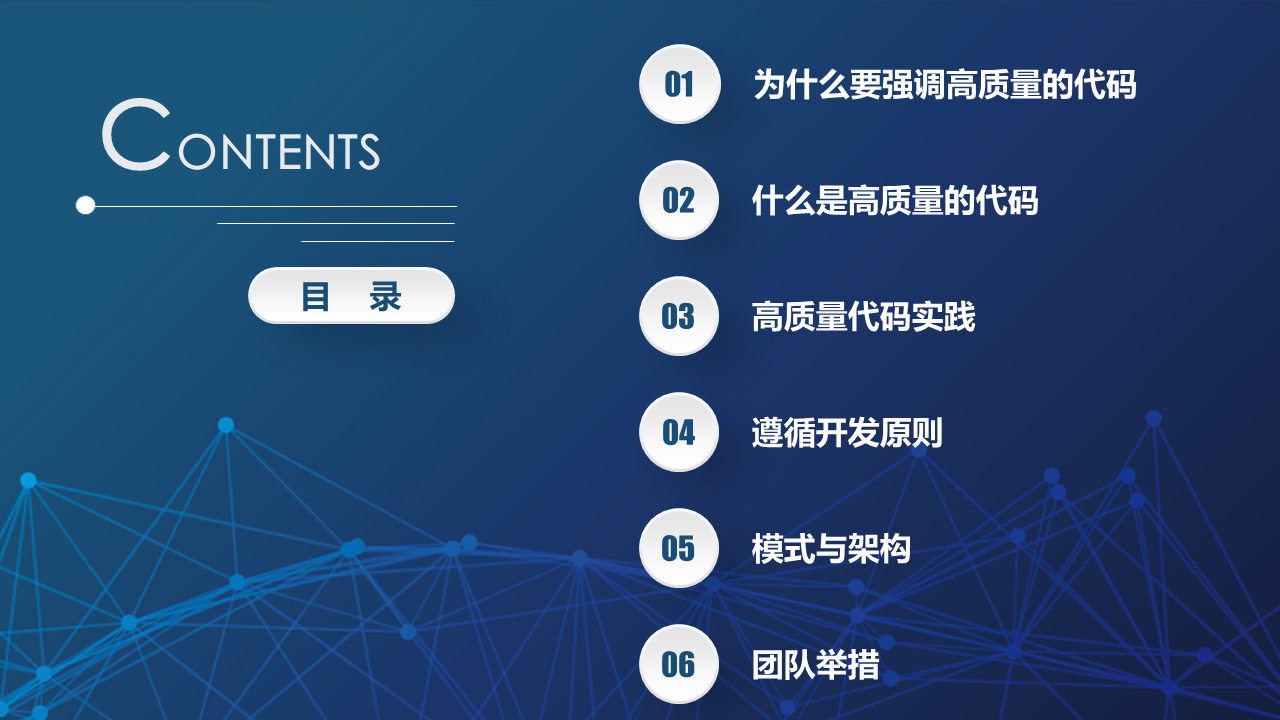 CONTENTS
目 录
01 为什么要强调高质量的代码
02 什么是高质量的代码
03 高质量代码实践
04 遵循开发原则
05 模式与架构
06 团队举措